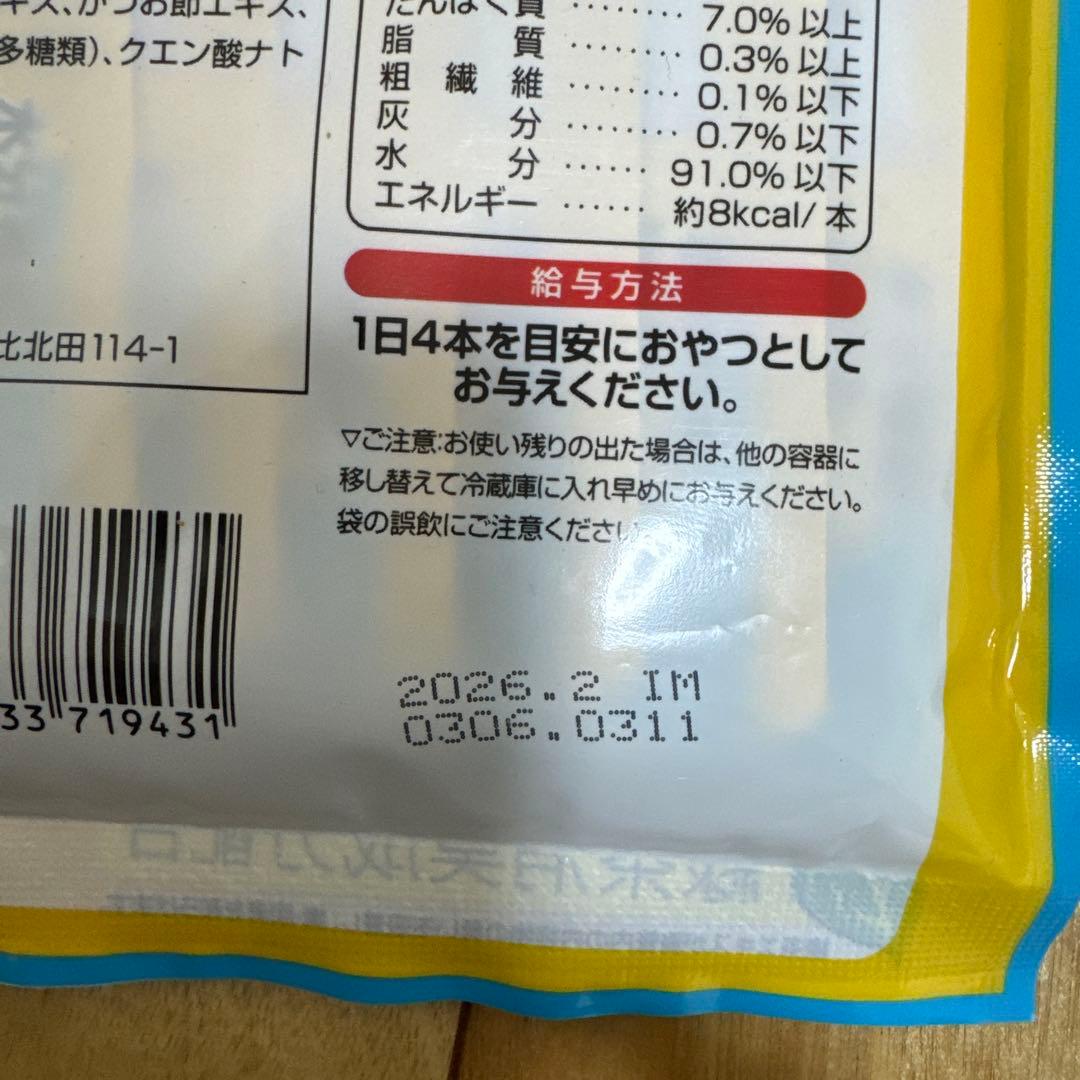 キス、かつお節エキス、
多糖類)、クエン酸ナト
比北田114-1
たんぱく質 ‥‥‥‥ 7.0% 以上
脂質 ‥‥‥‥ 0.3% 以上
粗繊維 ‥‥‥‥ 0.1% 以下
灰分 ‥‥‥‥ 0.7% 以下
水分 ‥‥‥ 91.0% 以下
エネルギー ‥‥‥ 約8kcal/本
給与方法
1日4本を目安におやつとして
お与えください。
▽ご注意:お使い残りの出た場合は、他の容器に
移し替えて冷蔵庫に入れ早めにお与えください。
袋の誤飲にご注意ください
33 719431
2026.2 IM
0306.0311